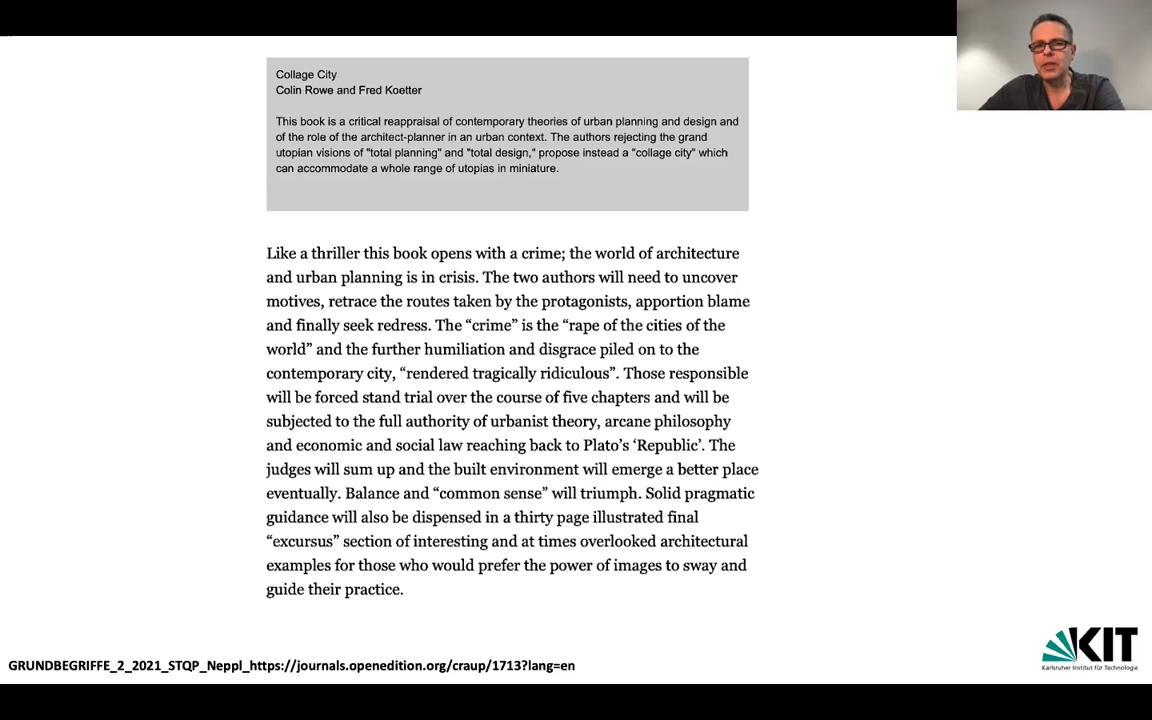 Collage City
Colin Rowe and Fred Koetter
This book is a critical reappraisal of contemporary theories of urban planning and design and
of the role of the architect-planner in an urban context. The authors rejecting the grand
utopian visions of "total planning" and "total design," propose instead a "collage city" which
can accommodate a whole range of utopias in miniature.
Like a thriller this book opens with a crime; the world of architecture
and urban planning is in crisis. The two authors will need to uncover
motives, retrace the routes taken by the protagonists, apportion blame
and finally seek redress. The “crime” is the “rape of the cities of the
world” and the further humiliation and disgrace piled on to the
contemporary city, “rendered tragically ridiculous”. Those responsible
will be forced stand trial over the course of five chapters and will be
subjected to the full authority of urbanist theory, arcane philosophy
and economic and social law reaching back to Plato’s ‘Republic’. The
judges will sum up and the built environment will emerge a better place
eventually. Balance and “common sense” will triumph. Solid pragmatic
guidance will also be dispensed in a thirty page illustrated final
“excursus” section of interesting and at times overlooked architectural
examples for those who would prefer the power of images to sway and
guide their practice.
KIT
Karlsruher Institut für Technologie
GRUNDBEGRIFFE_2_2021_STQP_Neppl_https://journals.openedition.org/craup/1713?lang=en